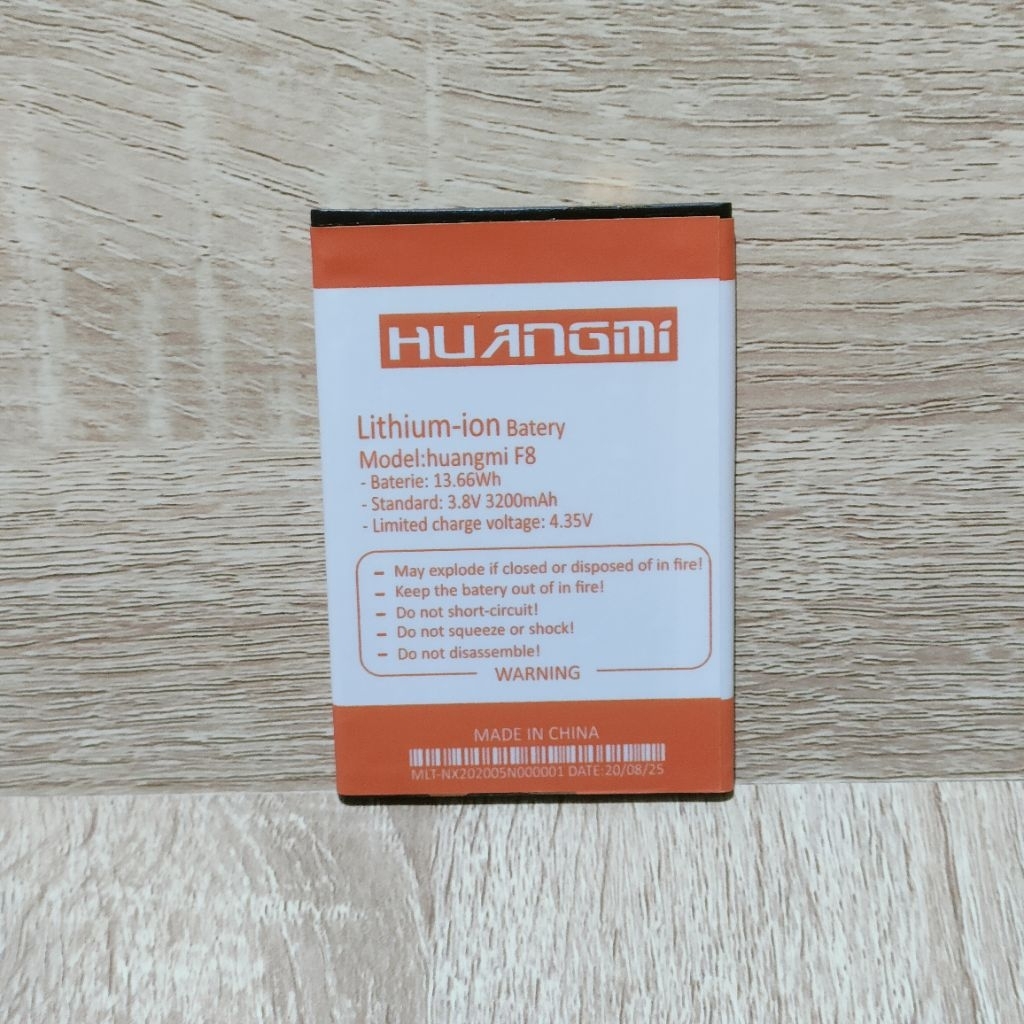 HUANGMI
Lithium-ion Batery
Model:huangmi F8
- Baterie: 13.66Wh
- Standard: 3.8V 3200mAh
- Limited charge voltage: 4.35V
– May explode if closed or disposed of in fire!
– Keep the batery out of in fire!
– Do not short-circuit!
– Do not squeeze or shock!
– Do not disassemble!
WARNING
MADE IN CHINA
MLT-NX202005N000001 DATE:20/08/25